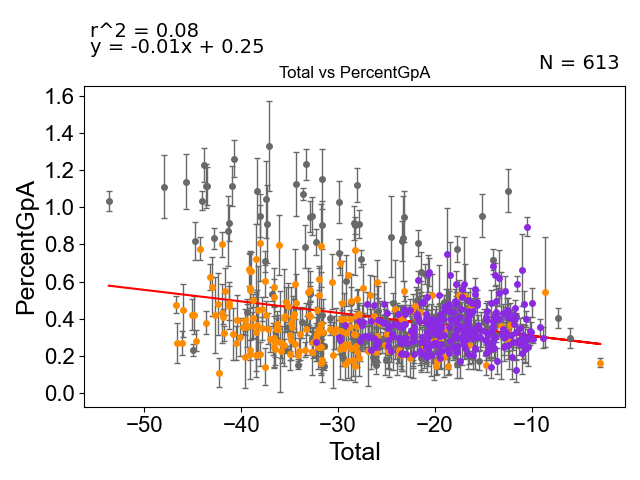 r^2 = 0.08
y = -0.01x + 0.25
N = 613
Total vs PercentGpA
PercentGpA
1.6
1.4
1.2
1.0
0.8
0.6
0.4
0.2
0.0
−50 −40 −30 −20 −10
Total